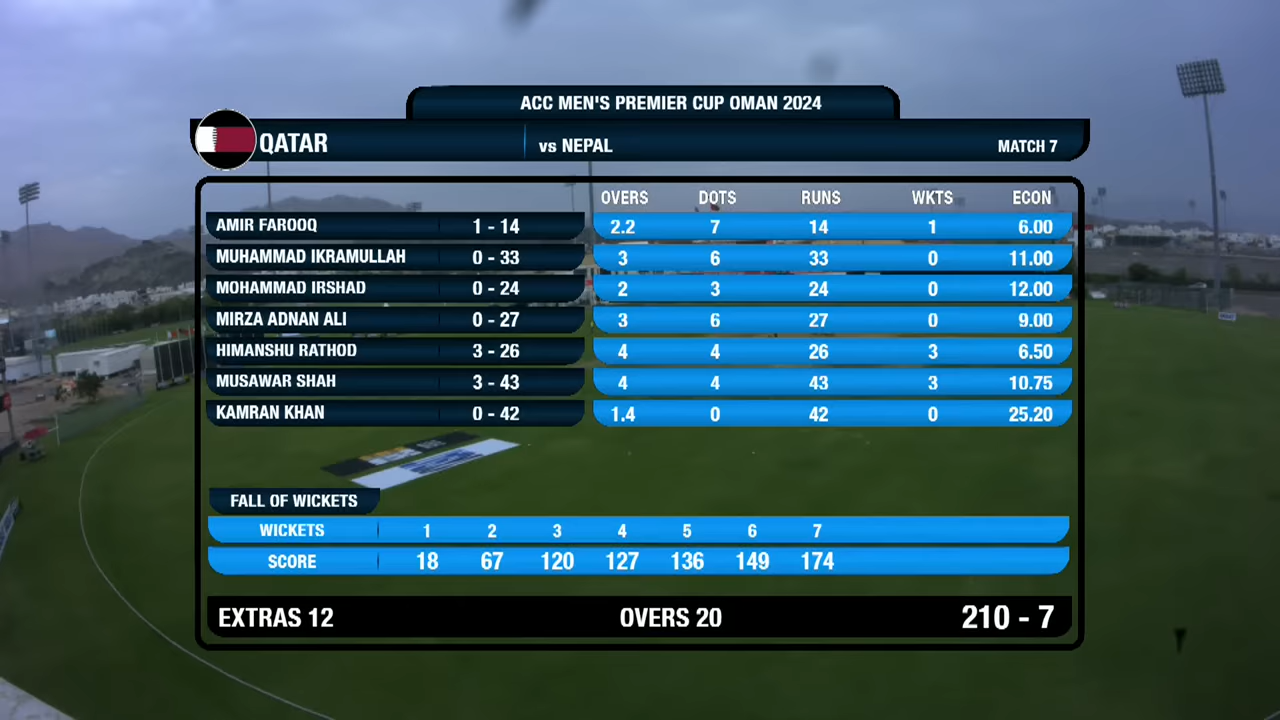 ACC MEN'S PREMIER CUP OMAN 2024
QATAR vs NEPAL MATCH 7
OVERS DOTS RUNS WKTS ECON
AMIR FAROOQ 1 - 14 2.2 7 14 1 6.00
MUHAMMAD IKRAMULLAH 0 - 33 3 6 33 0 11.00
MOHAMMAD IRSHAD 0 - 24 2 3 24 0 12.00
MIRZA ADNAN ALI 0 - 27 3 6 27 0 9.00
HIMANSHU RATHOD 3 - 26 4 4 26 3 6.50
MUSAWAR SHAH 3 - 43 4 4 43 3 10.75
KAMRAN KHAN 0 - 42 1.4 0 42 0 25.20
FALL OF WICKETS
WICKETS 1 2 3 4 5 6 7
SCORE 18 67 120 127 136 149 174
EXTRAS 12 OVERS 20 210 - 7